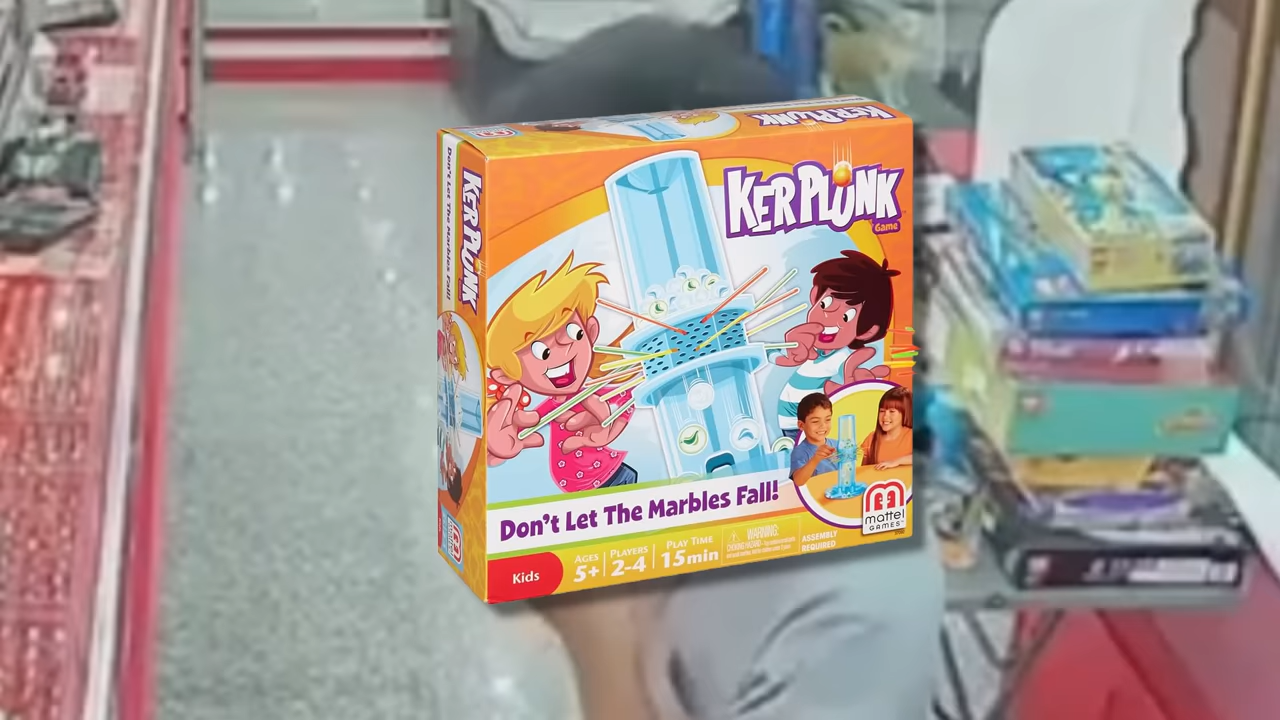 KERPLUNK
KERPLUNK
Game
KERPLUNK
Don't Let The Marbles Fall!
Don't Let The Marbles Fall!
mattel
GAMES
WARNING:
ASSEMBLY
REQUIRED
Kids
AGES
5+
PLAYERS
2-4
PLAY TIME
15min